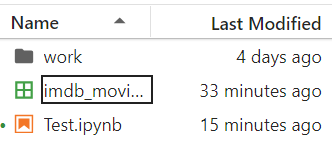 Name Last Modified
work 4 days ago
imdb_movi... 33 minutes ago
Test.ipynb 15 minutes ago